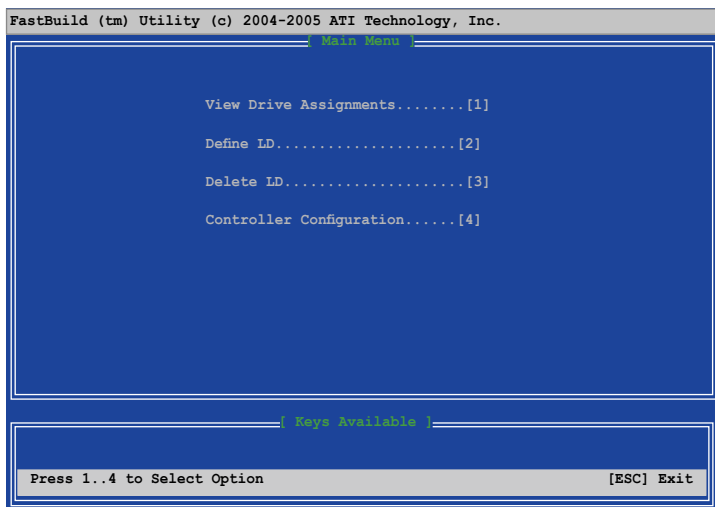 FastBuild (tm) Utility (c) 2004-2005 ATI Technology, Inc.
[ Main Menu ]
View Drive Assignments........[1]
Define LD.....................[2]
Delete LD.....................[3]
Controller Configuration......[4]
[ Keys Available ]
Press 1..4 to Select Option [ESC] Exit